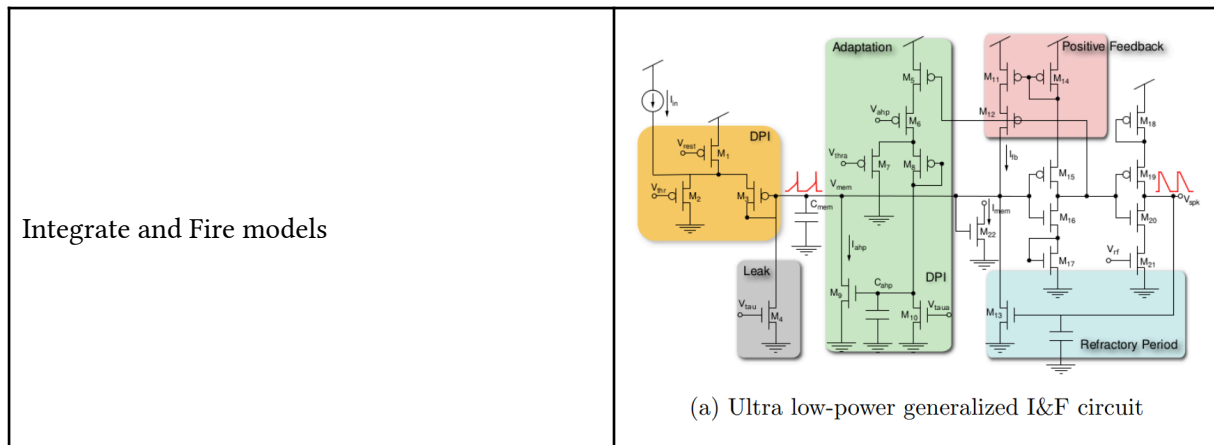 Integrate and Fire models
Adaptation
Positive Feedback
M5
M11
M14
Iin
Vahp
M6
M12
M18
DPI
Vrest
M1
Ifb
Vthra
M7
M8
M15
M19
Vthr
M2
M3
Vmem
Cmem
Imem
M22
M16
M20
Vspk
Iahp
M17
Vrf
M21
Leak
DPI
Vtau
M4
M9
Cahp
M10
Vtaua
M13
Refractory Period
(a) Ultra low-power generalized I&F circuit